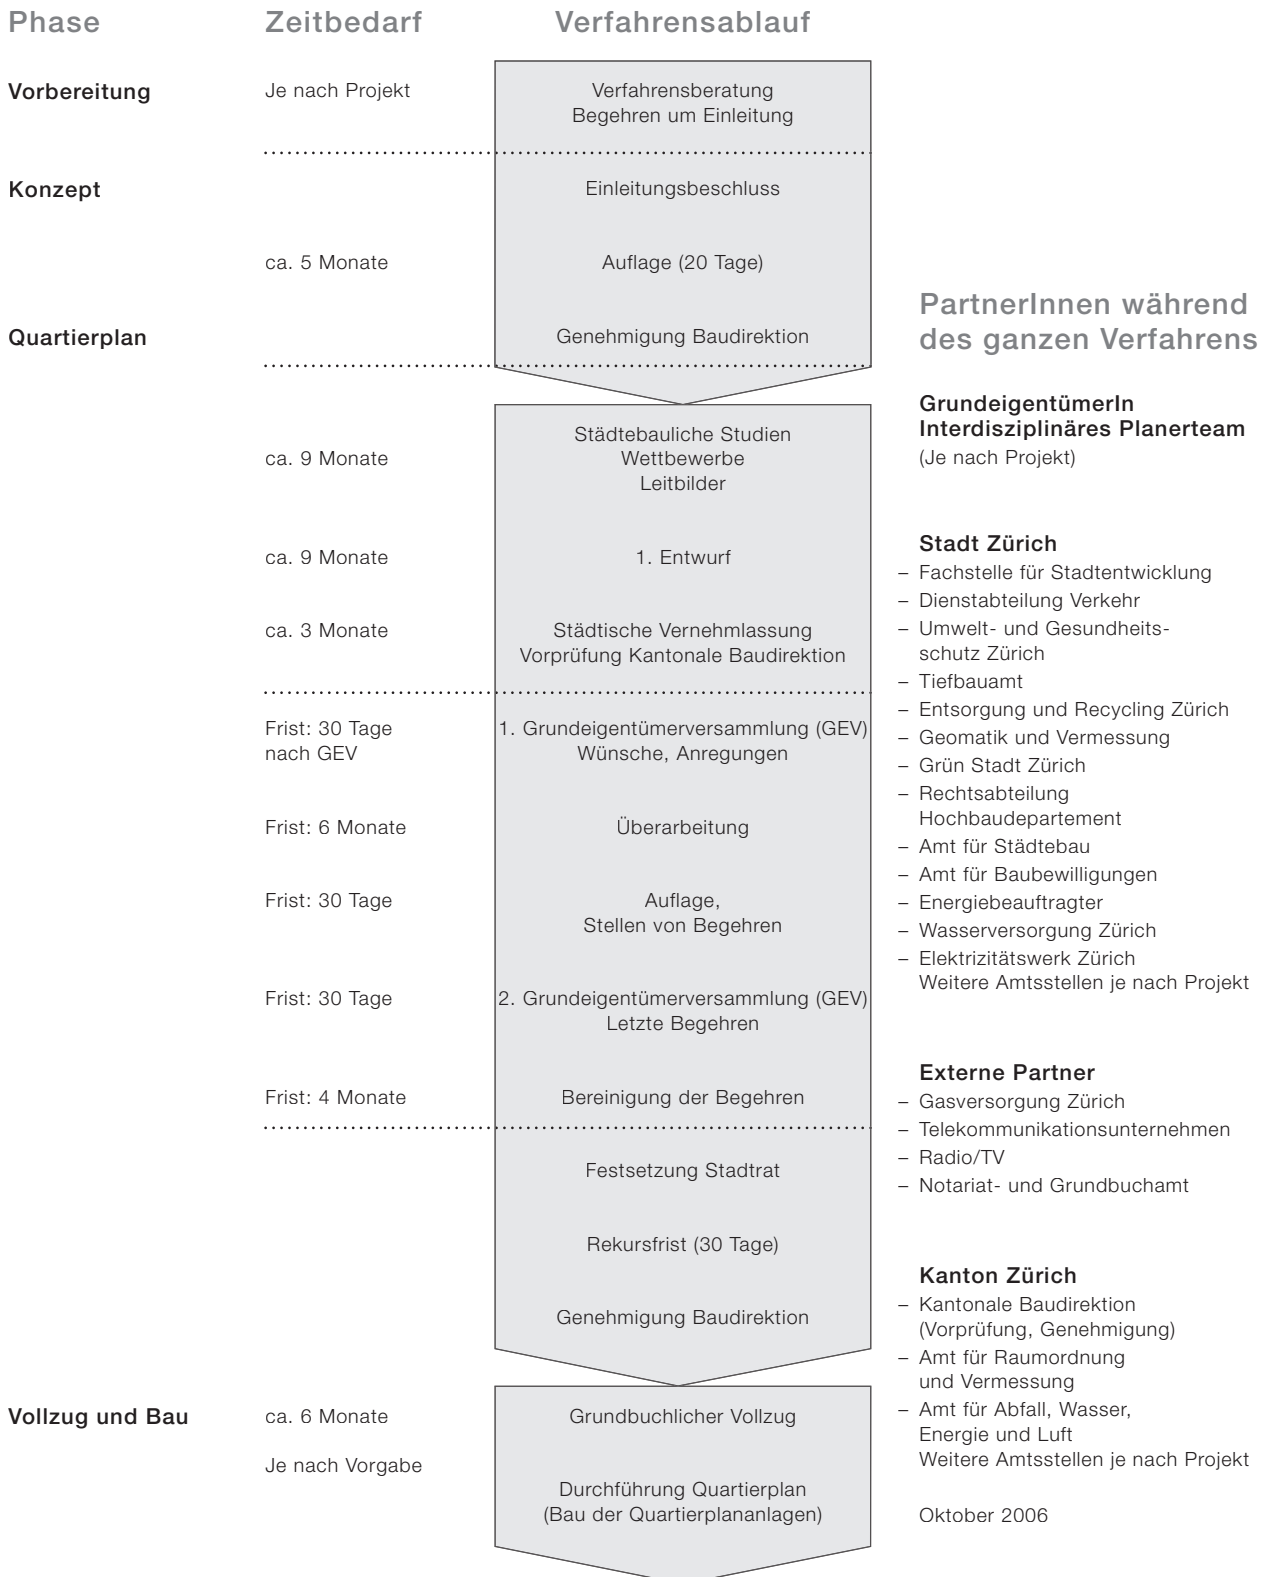 Phase
Zeitbedarf
Verfahrensablauf
Vorbereitung
Je nach Projekt
Verfahrensberatung
Begehren um Einleitung
Konzept
Einleitungsbeschluss
ca. 5 Monate
Auflage (20 Tage)
Quartierplan
Genehmigung Baudirektion
ca. 9 Monate
Städtebauliche Studien
Wettbewerbe
Leitbilder
ca. 9 Monate
1. Entwurf
ca. 3 Monate
Städtische Vernehmlassung
Vorprüfung Kantonale Baudirektion
Frist: 30 Tage
nach GEV
1. Grundeigentümerversammlung (GEV)
Wünsche, Anregungen
Frist: 6 Monate
Überarbeitung
Frist: 30 Tage
Auflage,
Stellen von Begehren
Frist: 30 Tage
2. Grundeigentümerversammlung (GEV)
Letzte Begehren
Frist: 4 Monate
Bereinigung der Begehren
Festsetzung Stadtrat
Rekursfrist (30 Tage)
Genehmigung Baudirektion
Vollzug und Bau
ca. 6 Monate
Grundbuchlicher Vollzug
Je nach Vorgabe
Durchführung Quartierplan
(Bau der Quartierplananlagen)
PartnerInnen während
des ganzen Verfahrens
GrundeigentümerIn
Interdisziplinäres Planerteam
(Je nach Projekt)
Stadt Zürich
– Fachstelle für Stadtentwicklung
– Dienstabteilung Verkehr
– Umwelt- und Gesundheits-
schutz Zürich
– Tiefbauamt
– Entsorgung und Recycling Zürich
– Geomatik und Vermessung
– Grün Stadt Zürich
– Rechtsabteilung
Hochbaudepartement
– Amt für Städtebau
– Amt für Baubewilligungen
– Energiebeauftragter
– Wasserversorgung Zürich
– Elektrizitätswerk Zürich
Weitere Amtsstellen je nach Projekt
Externe Partner
– Gasversorgung Zürich
– Telekommunikationsunternehmen
– Radio/TV
– Notariat- und Grundbuchamt
Kanton Zürich
– Kantonale Baudirektion
(Vorprüfung, Genehmigung)
– Amt für Raumordnung
und Vermessung
– Amt für Abfall, Wasser,
Energie und Luft
Weitere Amtsstellen je nach Projekt
Oktober 2006